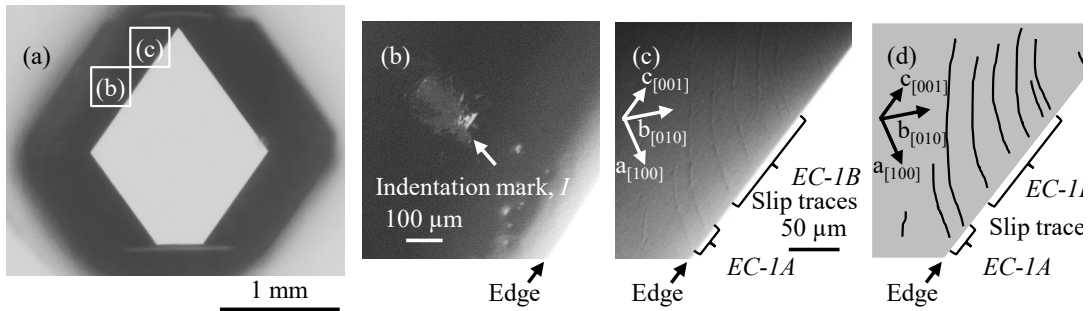 (a)
(c)
(b)
1 mm
(b)
Indentation mark, I
100 µm
Edge
(c)
c[001]
b[010]
a[100]
EC-1B
Slip traces
50 µm
EC-1A
Edge
(d)
c[001]
b[010]
a[100]
Slip trace
EC-1A
Edge